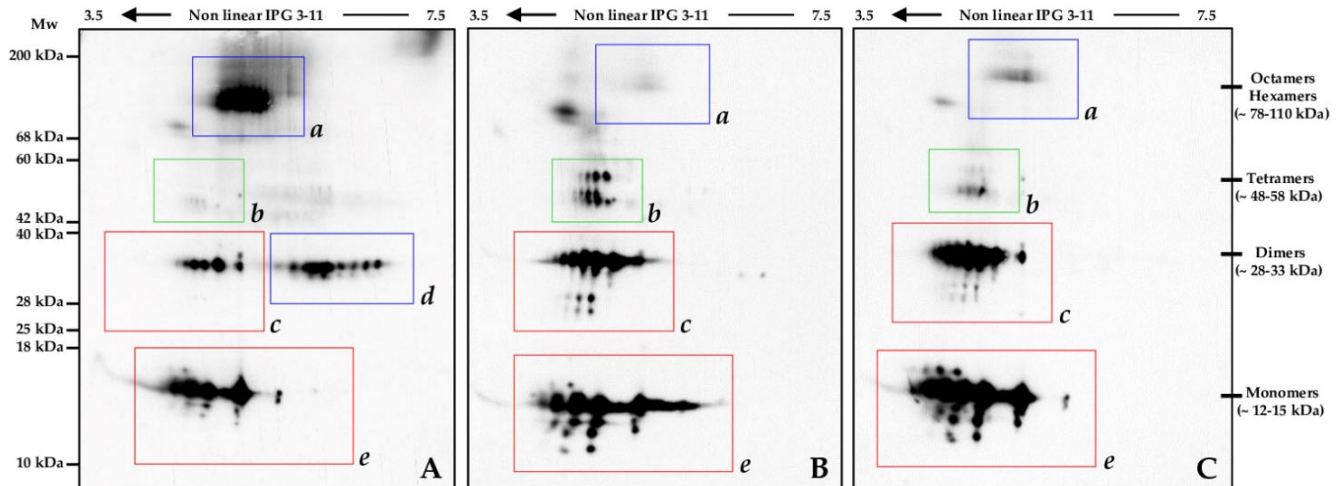 3.5 Non linear IPG 3-11 7.5
3.5 Non linear IPG 3-11 7.5
3.5 Non linear IPG 3-11 7.5
Mw
200 kDa
68 kDa
60 kDa
42 kDa
40 kDa
28 kDa
25 kDa
18 kDa
10 kDa
a
b
c
d
e
A
a
b
c
e
B
a
b
c
e
C
Octamers
Hexamers
(~ 78-110 kDa)
Tetramers
(~ 48-58 kDa)
Dimers
(~ 28-33 kDa)
Monomers
(~ 12-15 kDa)